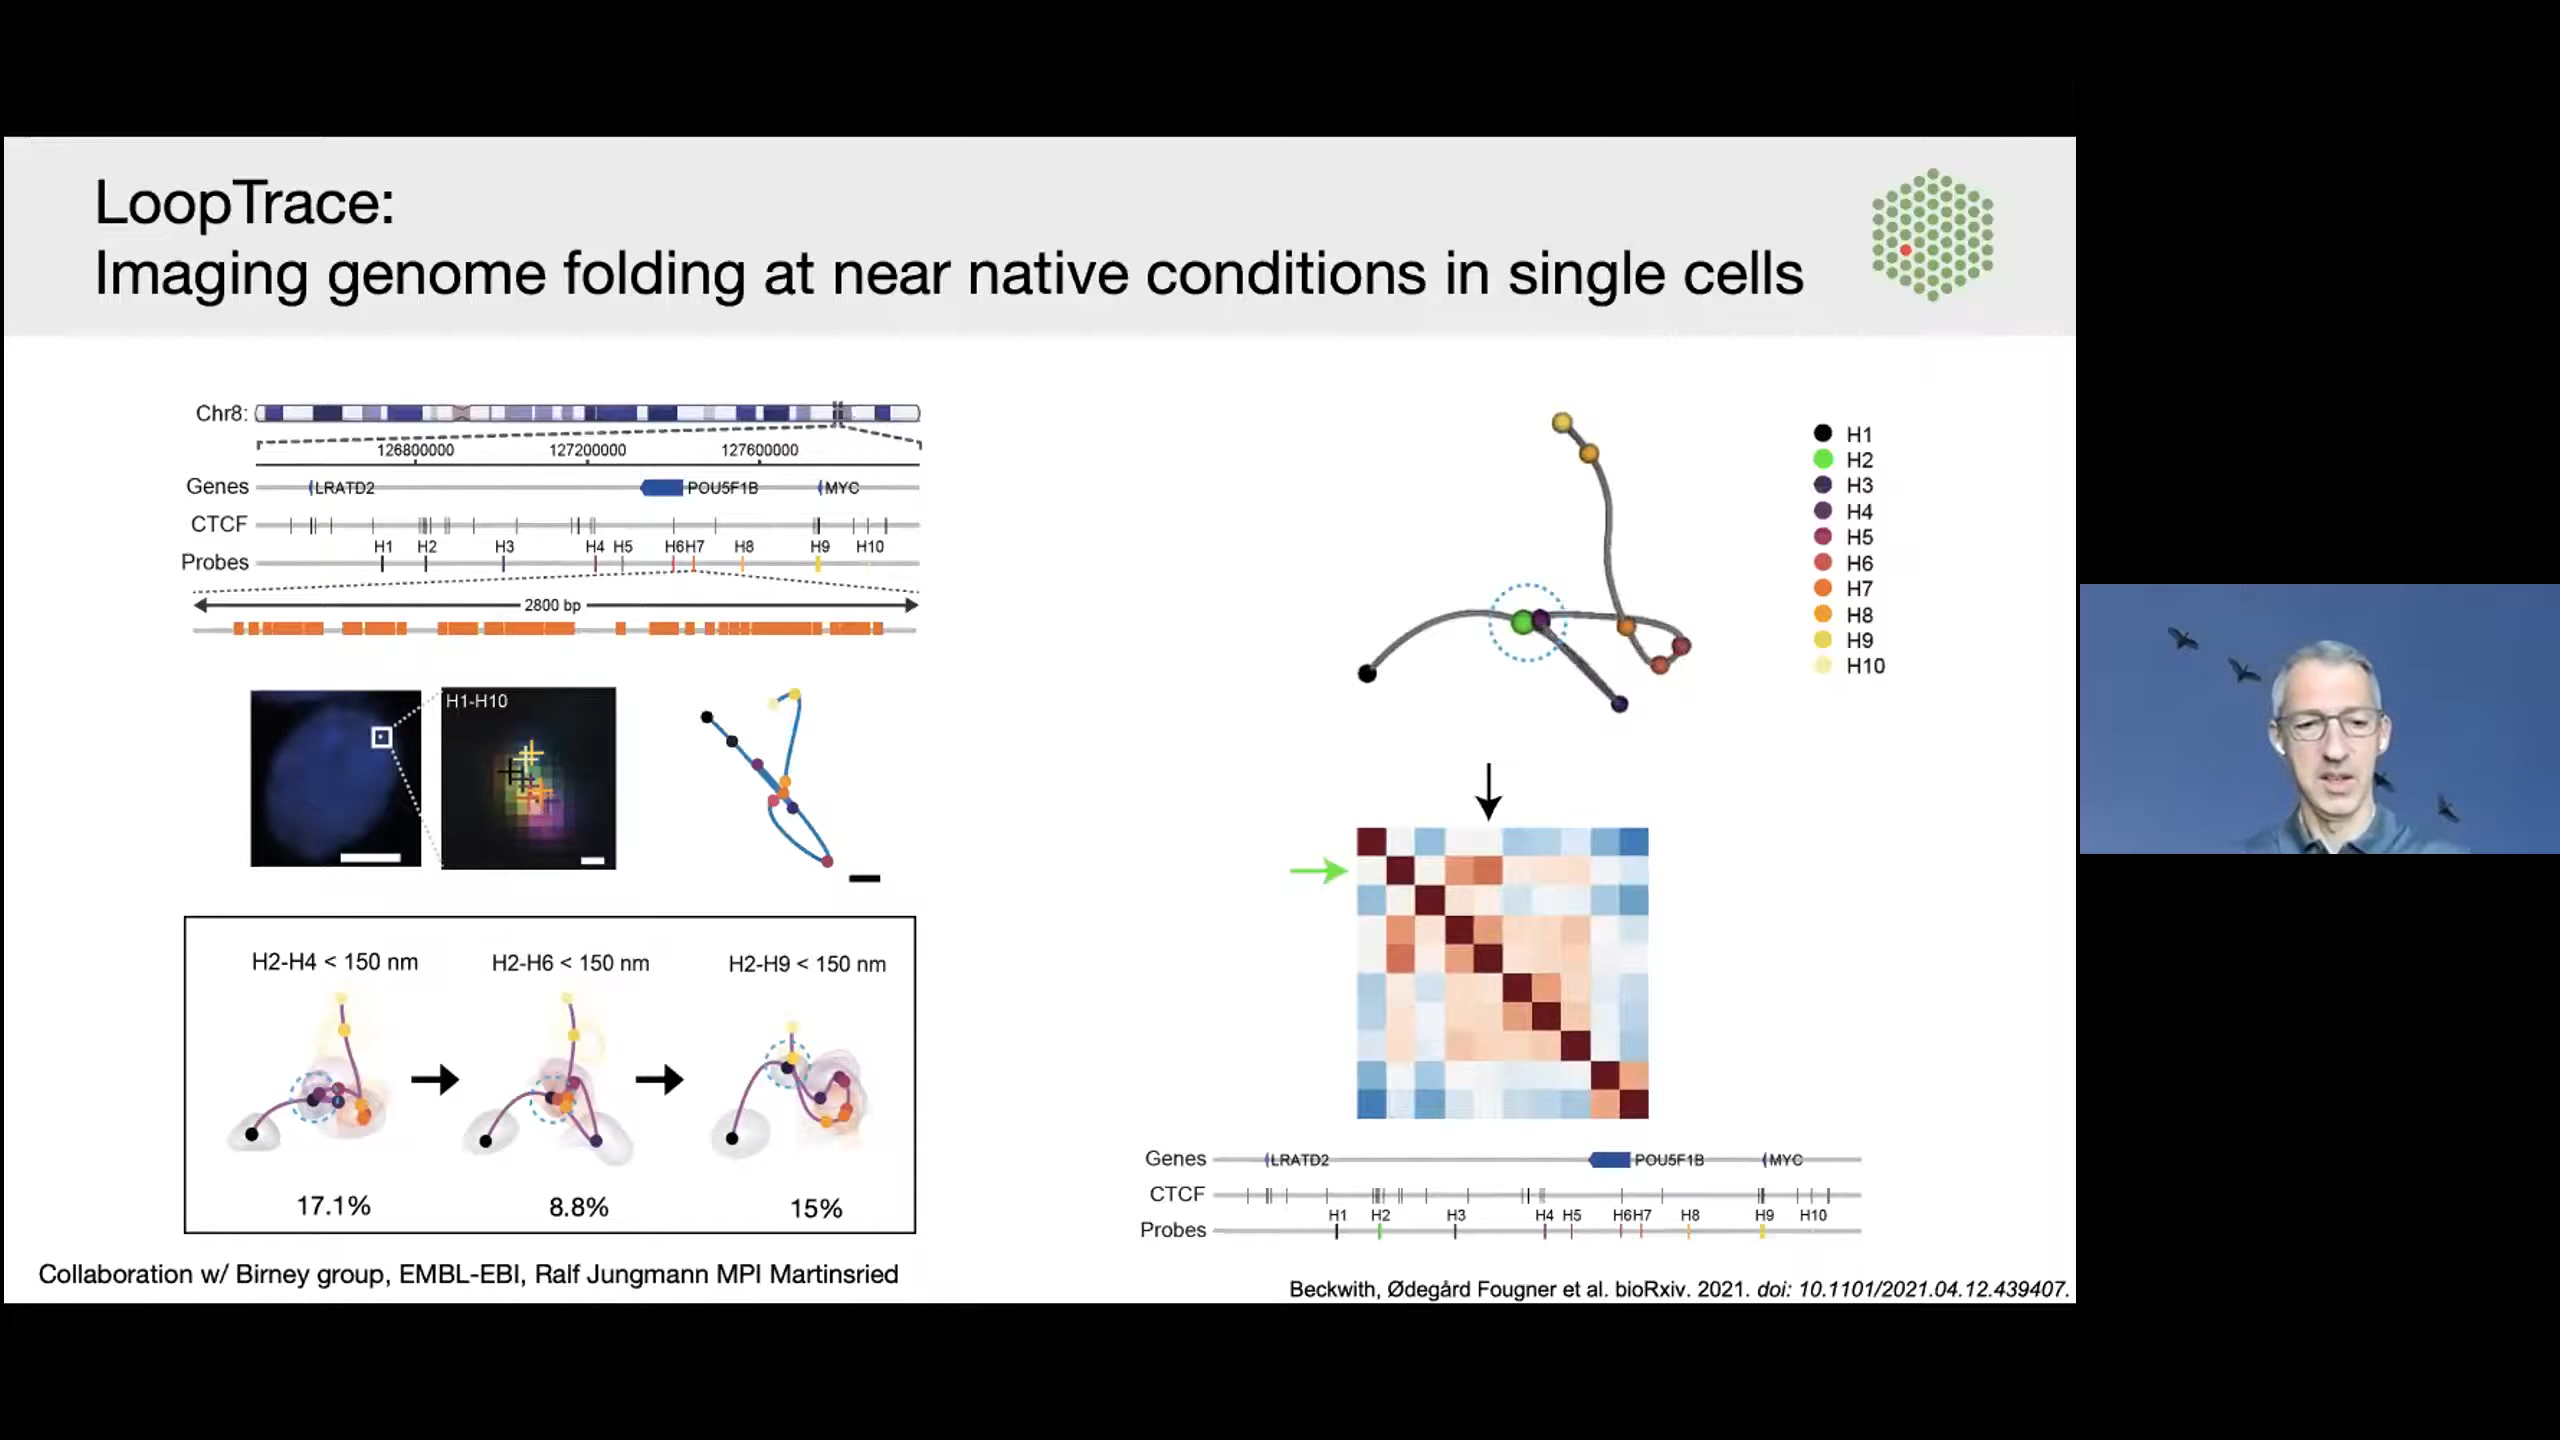 LoopTrace:
Imaging genome folding at near native conditions in single cells
Chr8:
126800000 127200000 127600000
Genes LRATD2 POU5F1B MYC
CTCF
H1 H2 H3 H4 H5 H6 H7 H8 H9 H10
Probes
2800 bp
H1-H10
H2-H4 < 150 nm H2-H6 < 150 nm H2-H9 < 150 nm
17.1% 8.8% 15%
Collaboration w/ Birney group, EMBL-EBI, Ralf Jungmann MPI Martinsried
H1
H2
H3
H4
H5
H6
H7
H8
H9
H10
Genes LRATD2 POU5F1B MYC
CTCF
H1 H2 H3 H4 H5 H6 H7 H8 H9 H10
Probes
Beckwith, Ødegård Fougner et al. bioRxiv. 2021. doi: 10.1101/2021.04.12.439407.